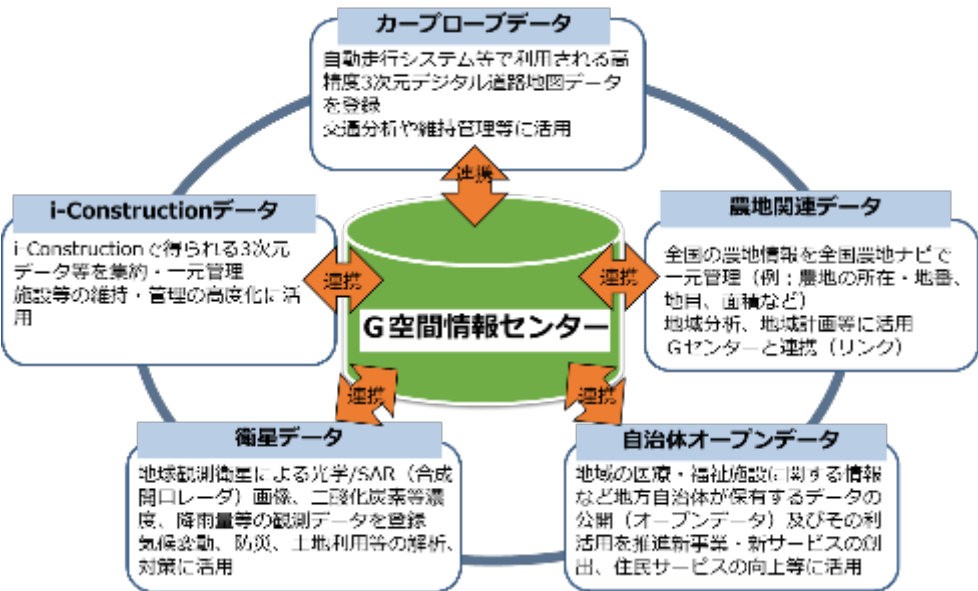 カープローブデータ
自動走行システム等で利用される高
精度3次元デジタル道路地図データ
を登録
交通分析や維持管理等に活用
連携
i-Constructionデータ
i-Constructionで得られる3次元
データ等を集約・一元管理
施設等の維持・管理の高度化に活
用
連携
農地関連データ
全国の農地情報を全国農地ナビで
一元管理（例：農地の所在・地番、
地目、面積など）
地域分析、地域計画等に活用
Gセンターと連携（リンク）
連携
G空間情報センター
連携
連携
衛星データ
地球観測衛星による光学/SAR（合成
開口レーダ）画像、二酸化炭素等濃
度、降雨量等の観測データを登録
気候変動、防災、土地利用等の解析、
対策に活用
自治体オープンデータ
地域の医療・福祉施設に関する情報
など地方自治体が保有するデータの
公開（オープンデータ）及びその利
活用を推進新事業・新サービスの創
出、住民サービスの向上等に活用